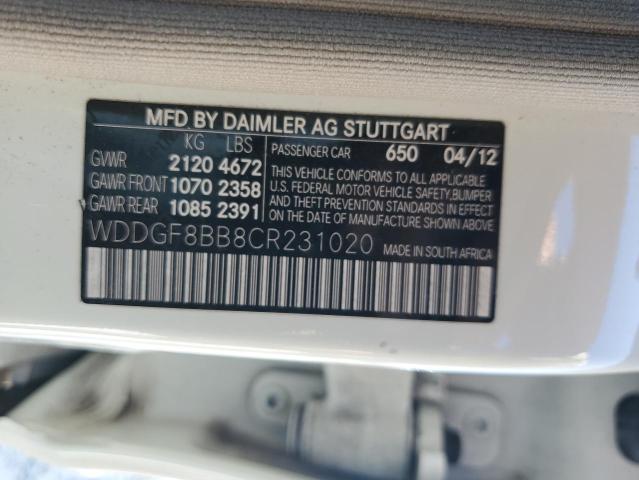 MFD BY DAIMLER AG STUTTGART
KG LBS
GVWR 2120 4672
GAWR FRONT 1070 2358
GAWR REAR 1085 2391
PASSENGER CAR 650 04/12
THIS VEHICLE CONFORMS TO ALL APPLICABLE
U.S. FEDERAL MOTOR VEHICLE SAFETY, BUMPER
AND THEFT PREVENTION STANDARDS IN EFFECT
ON THE DATE OF MANUFACTURE SHOWN ABOVE.
WDDGF8BB8CR231020 MADE IN SOUTH AFRICA